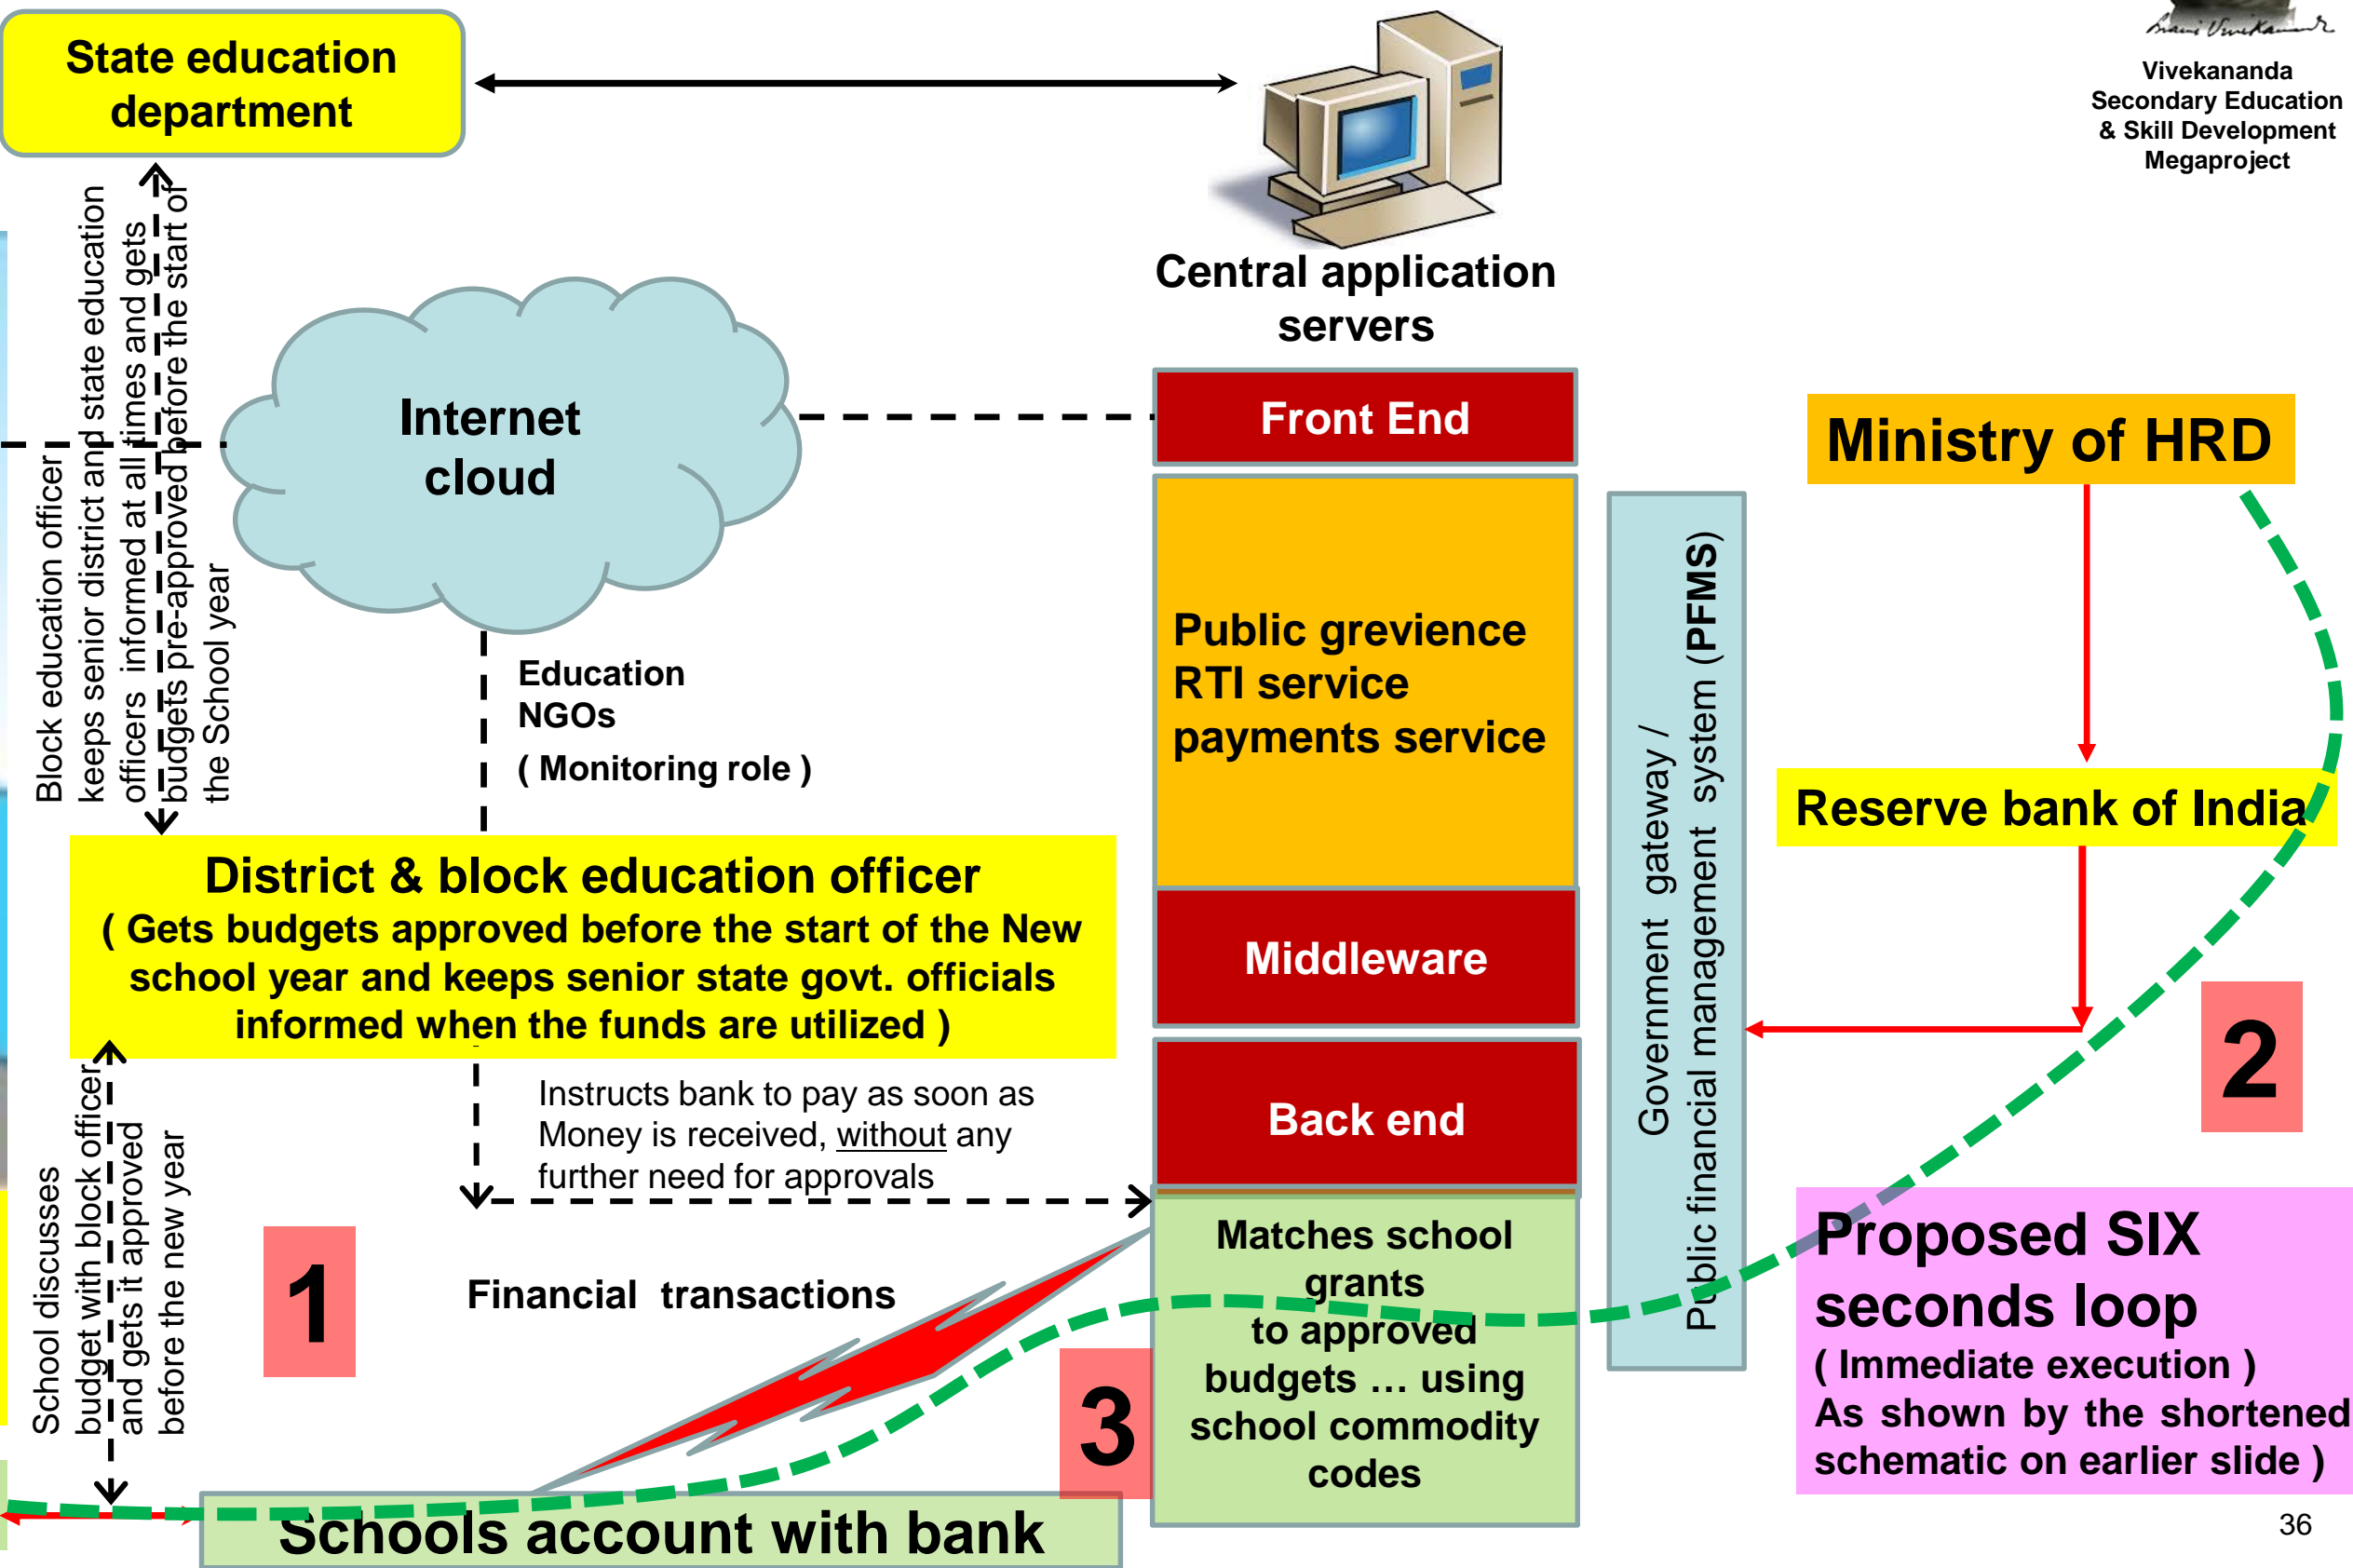 State education
department
Swami Vivekananda
Vivekananda
Secondary Education
& Skill Development
Megaproject
Central application
servers
Block education officer
keeps senior district and state education
officers informed at all times and gets
budgets pre-approved before the start of
the School year
Internet
cloud
Front End
Ministry of HRD
Public grevience
RTI service
payments service
Government gateway /
Public financial management system (PFMS)
Education
NGOs
( Monitoring role )
Reserve bank of India
District & block education officer
( Gets budgets approved before the start of the New
school year and keeps senior state govt. officials
informed when the funds are utilized )
Middleware
2
Instructs bank to pay as soon as
Money is received, without any
further need for approvals
Back end
School discusses
budget with block officer
and gets it approved
before the new year
1
Financial transactions
3
Matches school
grants
to approved
budgets … using
school commodity
codes
Proposed SIX
seconds loop
( Immediate execution )
As shown by the shortened
schematic on earlier slide )
Schools account with bank
36